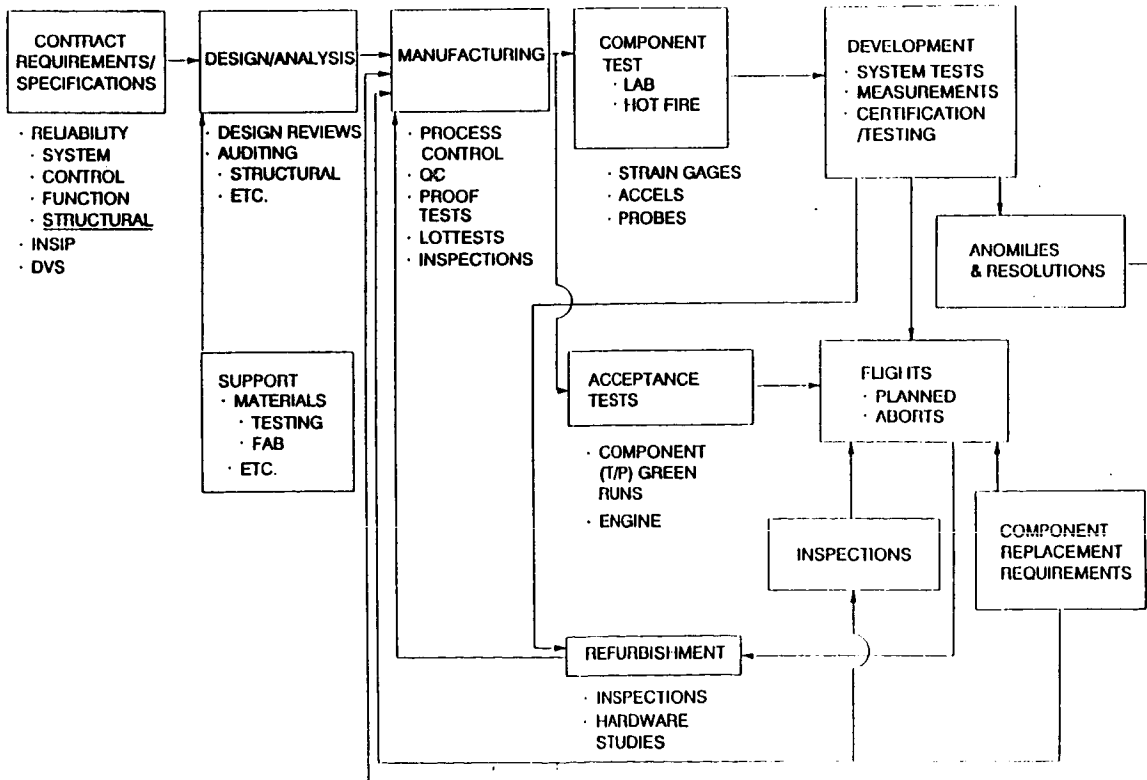 CONTRACT
REQUIREMENTS/
SPECIFICATIONS
· RELIABILITY
· SYSTEM
· CONTROL
· FUNCTION
· STRUCTURAL
· INSIP
· DVS
DESIGN/ANALYSIS
· DESIGN REVIEWS
· AUDITING
· STRUCTURAL
· ETC.
SUPPORT
· MATERIALS
· TESTING
· FAB
· ETC.
MANUFACTURING
· PROCESS
CONTROL
· QC
· PROOF
TESTS
· LOTTESTS
· INSPECTIONS
COMPONENT
TEST
· LAB
· HOT FIRE
· STRAIN GAGES
· ACCELS
· PROBES
DEVELOPMENT
· SYSTEM TESTS
· MEASUREMENTS
· CERTIFICATION
/TESTING
ANOMILIES
& RESOLUTIONS
ACCEPTANCE
TESTS
· COMPONENT
(T/P) GREEN
RUNS
· ENGINE
FLIGHTS
· PLANNED
· ABORTS
INSPECTIONS
COMPONENT
REPLACEMENT
REQUIREMENTS
REFURBISHMENT
· INSPECTIONS
· HARDWARE
STUDIES